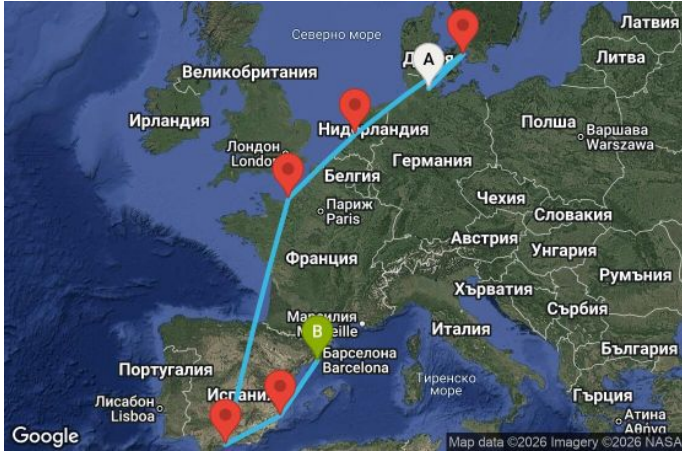 Латвия
Северно море
Литва
A
Великобритания
Ирландия
Нидерландия
Полша
Варшава
Warszawa
Лондон
London
Белгия
Германия
Париж
Paris
Чехия
Словакия
Австрия
Унгария
Франция
Румъния
Хърватия
Сърбия
Италия
B
България
Барселона
Barcelona
Португалия
Испания
Тиренско
море
Гърция
Лисабон
Lisboa
Атина
Αθήνα
Google
Map data ©2026 Imagery ©2026 NASA